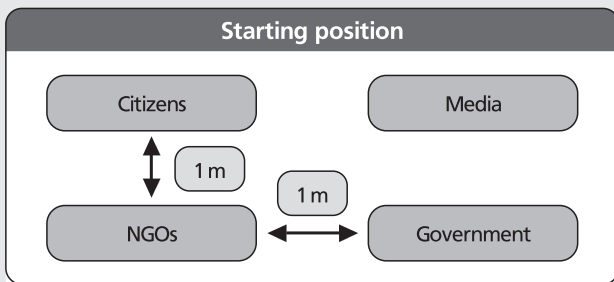 Starting position
Citizens
Media
1 m
1 m
NGOs
Government